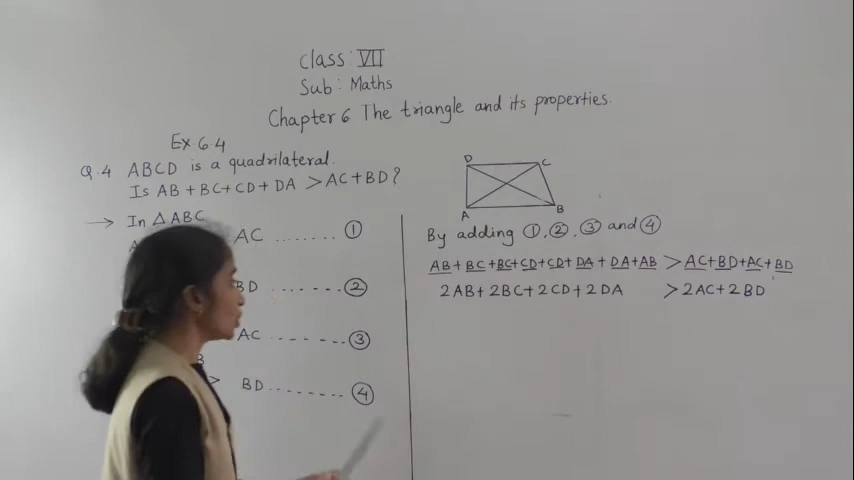 Class: VII
Sub: Maths
Chapter 6 The triangle and its properties.
Ex 6.4
Q.4 ABCD is a quadrilateral.
Is AB + BC + CD + DA > AC + BD?
→ In △ABC
AC ........ ①
BD ....... ②
AC ....... ③
B
> BD ....... ④
D C
A B
By adding ①, ②, ③ and ④
AB + BC + BC + CD + CD + DA + DA + AB > AC + BD + AC + BD
2AB + 2BC + 2CD + 2DA > 2AC + 2BD